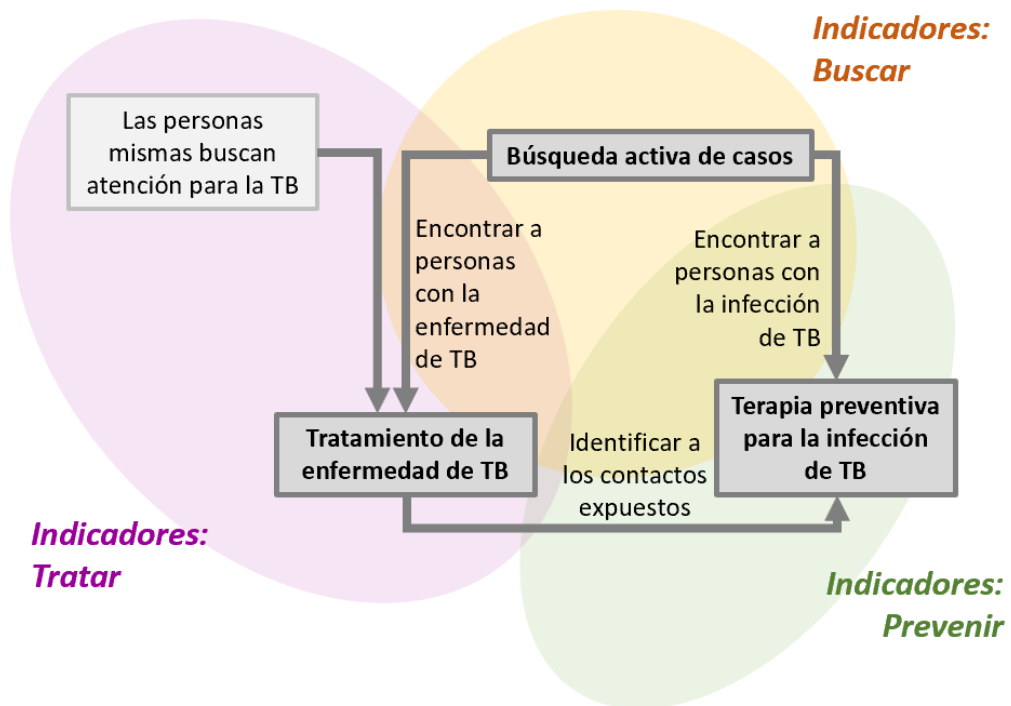 Indicadores:
Buscar
Las personas
mismas buscan
atención para la TB
Búsqueda activa de casos
Encontrar a
personas
con la
enfermedad
de TB
Encontrar a
personas con
la infección
de TB
Tratamiento de la
enfermedad de TB
Identificar a
los contactos
expuestos
Terapia preventiva
para la infección
de TB
Indicadores:
Tratar
Indicadores:
Prevenir